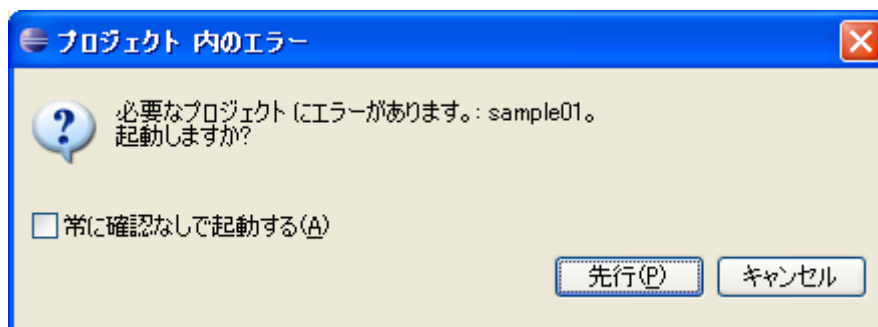 プロジェクト 内のエラー
必要なプロジェクト にエラーがあります。: sample01。
起動しますか?
常に確認なしで起動する(A)
先行(P)
キャンセル